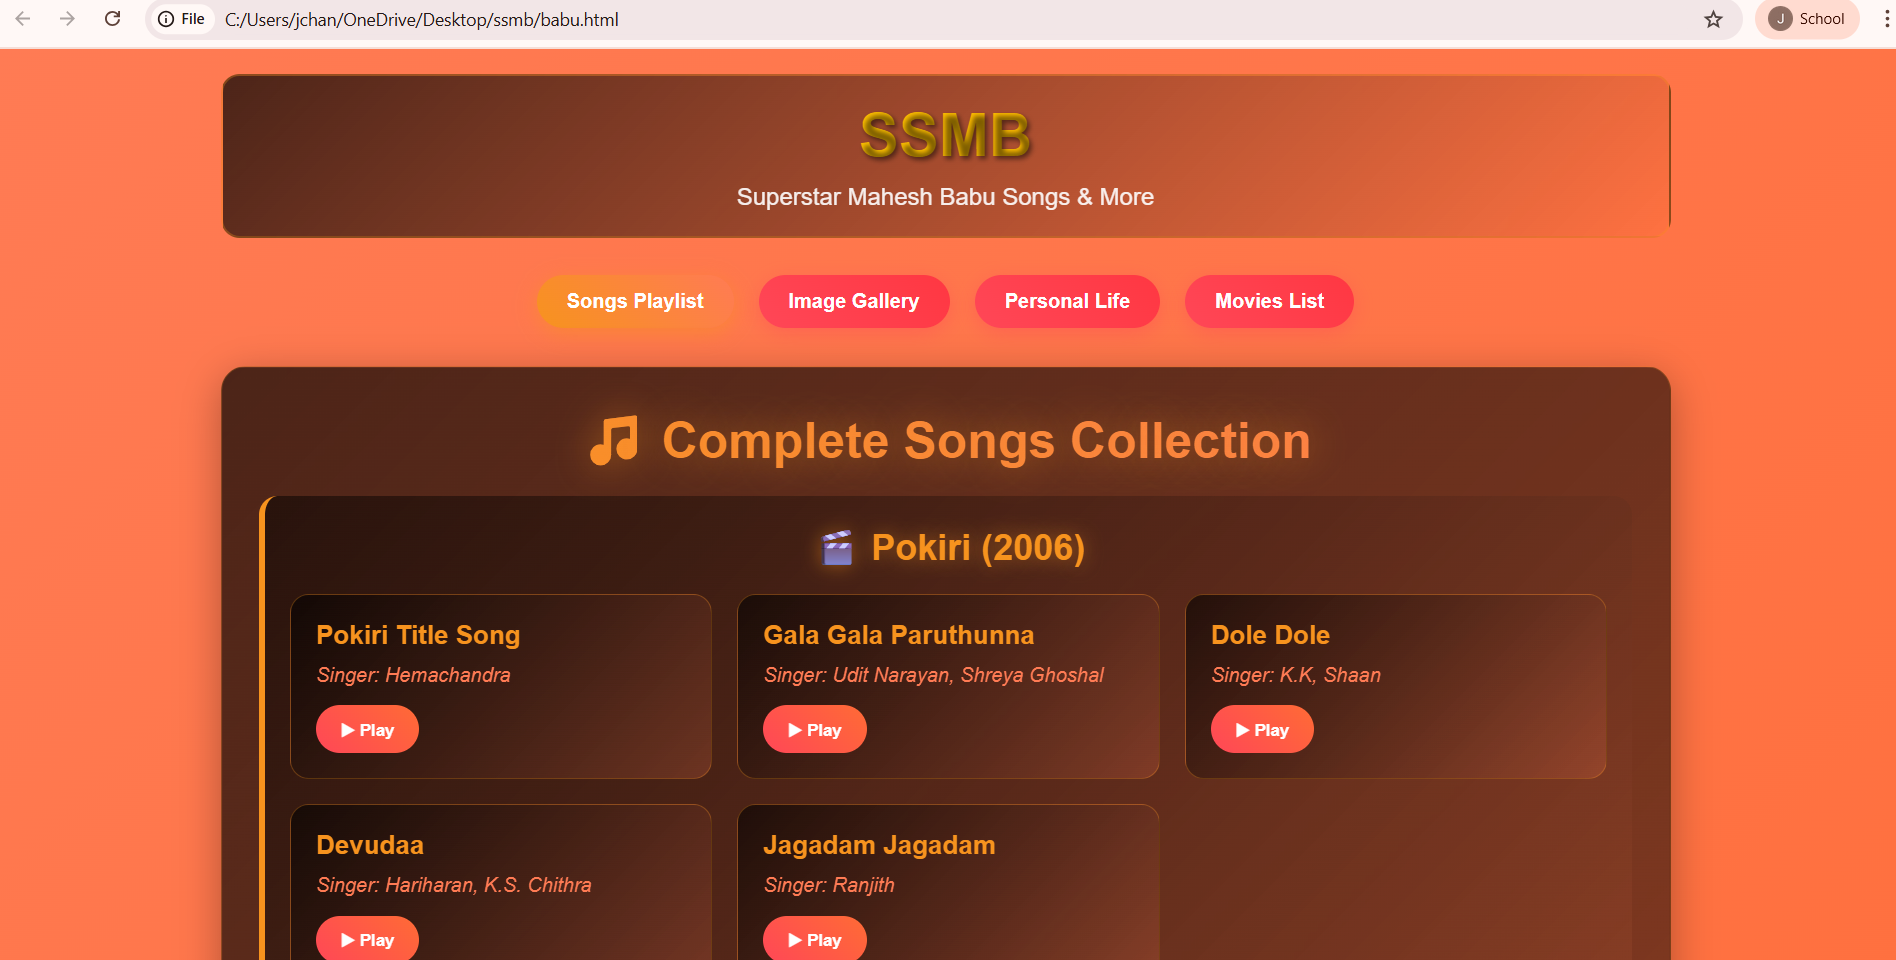 File C:/Users/jchan/OneDrive/Desktop/ssmb/babu.html J School
SSMB
Superstar Mahesh Babu Songs & More
Songs Playlist Image Gallery Personal Life Movies List
Complete Songs Collection
Pokiri (2006)
Pokiri Title Song
Singer: Hemachandra
Play
Gala Gala Paruthunna
Singer: Udit Narayan, Shreya Ghoshal
Play
Dole Dole
Singer: K.K, Shaan
Play
Devudaa
Singer: Hariharan, K.S. Chithra
Play
Jagadam Jagadam
Singer: Ranjith
Play